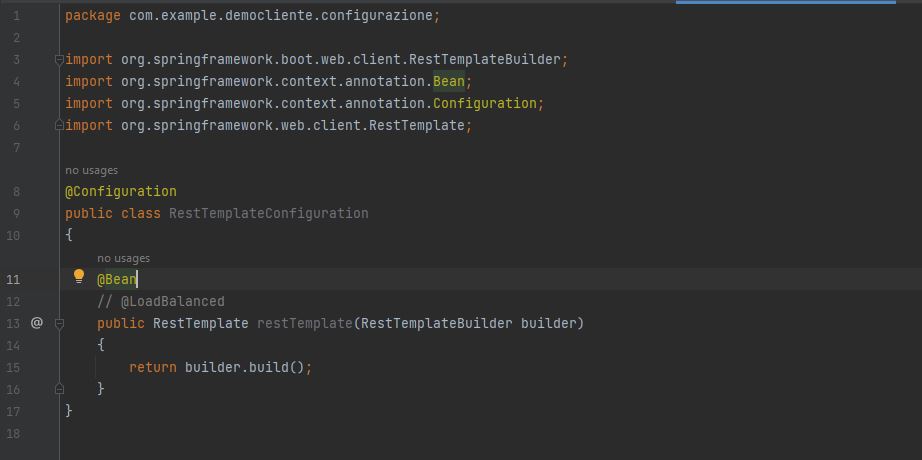 1 package com.example.democliente.configurazione;
2
3 import org.springframework.boot.web.client.RestTemplateBuilder;
4 import org.springframework.context.annotation.Bean;
5 import org.springframework.context.annotation.Configuration;
6 import org.springframework.web.client.RestTemplate;
7
no usages
8 @Configuration
9 public class RestTemplateConfiguration
10 {
no usages
11 @Bean
12 // @LoadBalanced
13 @ public RestTemplate restTemplate(RestTemplateBuilder builder)
14 {
15 return builder.build();
16 }
17 }
18